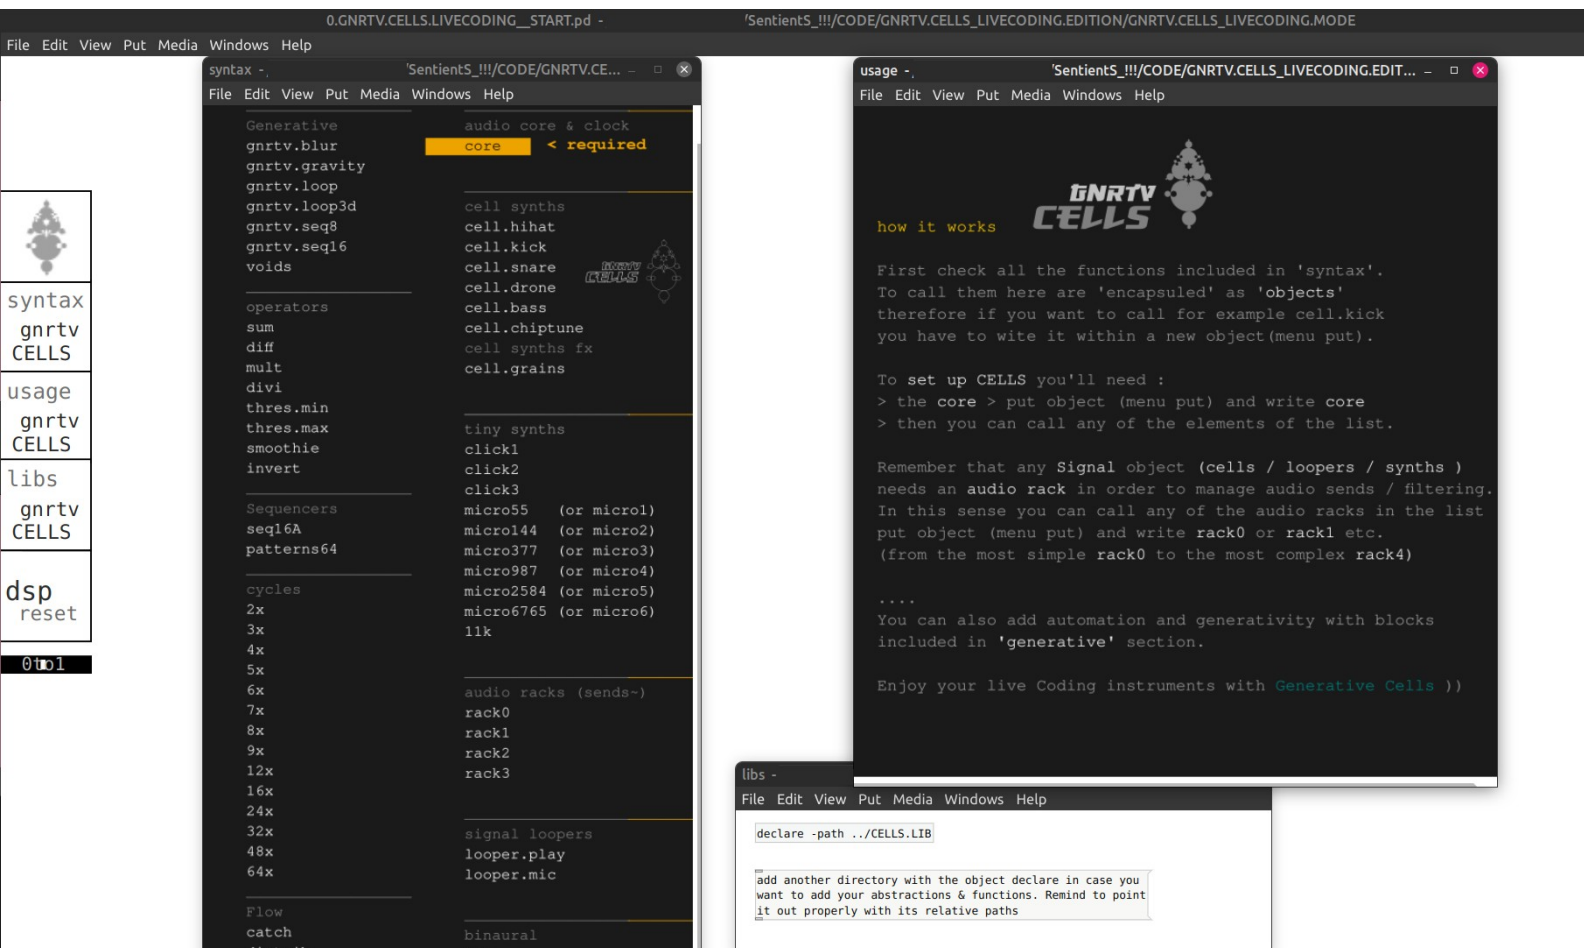 0.GNRTV.CELLS.LIVECODING__START.pd -
'SentientS_!!!/CODE/GNRTV.CELLS_LIVECODING.EDITION/GNRTV.CELLS_LIVECODING.MODE
File Edit View Put Media Windows Help
syntax
gnrtv
CELLS
usage
gnrtv
CELLS
libs
gnrtv
CELLS
dsp
reset
0to1
syntax - 'SentientS_!!!/CODE/GNRTV.CE...
File Edit View Put Media Windows Help
Generative
gnrtv.blur
gnrtv.gravity
gnrtv.loop
gnrtv.loop3d
gnrtv.seq8
gnrtv.seq16
voids
operators
sum
diff
mult
divi
thres.min
thres.max
smoothie
invert
Sequencers
seq16A
patterns64
cycles
2x
3x
4x
5x
6x
7x
8x
9x
12x
16x
24x
32x
48x
64x
Flow
catch
audio core & clock
core < required
cell synths
cell.hihat
cell.kick
cell.snare
cell.drone
cell.bass
cell.chiptune
cell synths fx
cell.grains
GNRTV
CELLS
tiny synths
click1
click2
click3
micro55 (or micro1)
micro144 (or micro2)
micro377 (or micro3)
micro987 (or micro4)
micro2584 (or micro5)
micro6765 (or micro6)
11k
audio racks (sends~)
rack0
rack1
rack2
rack3
signal loopers
looper.play
looper.mic
binaural
usage - 'SentientS_!!!/CODE/GNRTV.CELLS_LIVECODING.EDIT...
File Edit View Put Media Windows Help
GNRTV
CELLS
how it works
First check all the functions included in 'syntax'.
To call them here are 'encapsuled' as 'objects'
therefore if you want to call for example cell.kick
you have to wite it within a new object(menu put).
To set up CELLS you'll need :
> the core > put object (menu put) and write core
> then you can call any of the elements of the list.
Remember that any Signal object (cells / loopers / synths )
needs an audio rack in order to manage audio sends / filtering.
In this sense you can call any of the audio racks in the list
put object (menu put) and write rack0 or rack1 etc.
(from the most simple rack0 to the most complex rack4)
....
You can also add automation and generativity with blocks
included in 'generative' section.
Enjoy your live Coding instruments with Generative Cells ))
libs -
File Edit View Put Media Windows Help
declare -path ../CELLS.LIB
add another directory with the object declare in case you
want to add your abstractions & functions. Remind to point
it out properly with its relative paths